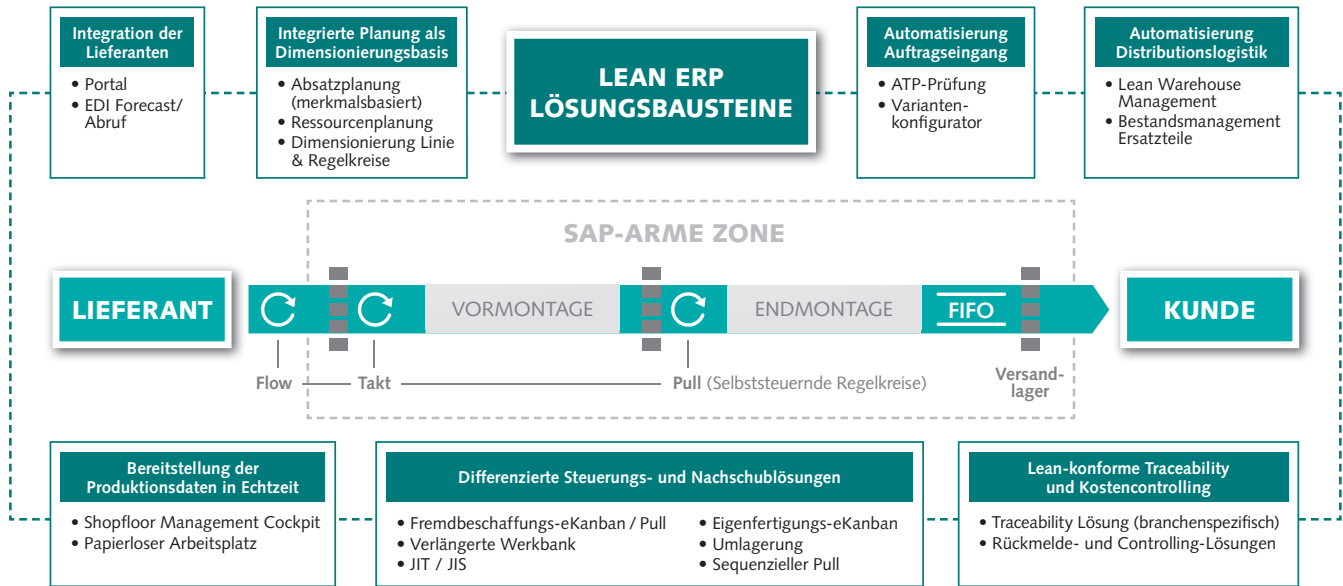 Integration der
Lieferanten
• Portal
• EDI Forecast/
Abruf
Integrierte Planung als
Dimensionierungsbasis
• Absatzplanung
(merkmalsbasiert)
• Ressourcenplanung
• Dimensionierung Linie
& Regelkreise
LEAN ERP
LÖSUNGSBAUSTEINE
Automatisierung
Auftragseingang
• ATP-Prüfung
• Varianten-
konfigurator
Automatisierung
Distributionslogistik
• Lean Warehouse
Management
• Bestandsmanagement
Ersatzteile
SAP-ARME ZONE
LIEFERANT
VORMONTAGE
ENDMONTAGE
FIFO
KUNDE
Flow
Takt
Pull (Selbststeuernde Regelkreise)
Versand-
lager
Bereitstellung der
Produktionsdaten in Echtzeit
• Shopfloor Management Cockpit
• Papierloser Arbeitsplatz
Differenzierte Steuerungs- und Nachschublösungen
• Fremdbeschaffungs-eKanban / Pull
• Verlängerte Werkbank
• JIT / JIS
• Eigenfertigungs-eKanban
• Umlagerung
• Sequenzieller Pull
Lean-konforme Traceability
und Kostencontrolling
• Traceability Lösung (branchenspezifisch)
• Rückmelde- und Controlling-Lösungen